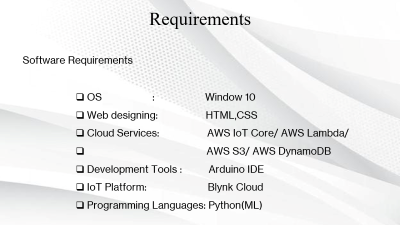 Requirements
Software Requirements
❑ OS : Window 10
❑ Web designing: HTML,CSS
❑ Cloud Services: AWS IoT Core/ AWS Lambda/
❑ AWS S3/ AWS DynamoDB
❑ Development Tools : Arduino IDE
❑ IoT Platform: Blynk Cloud
❑ Programming Languages: Python(ML)